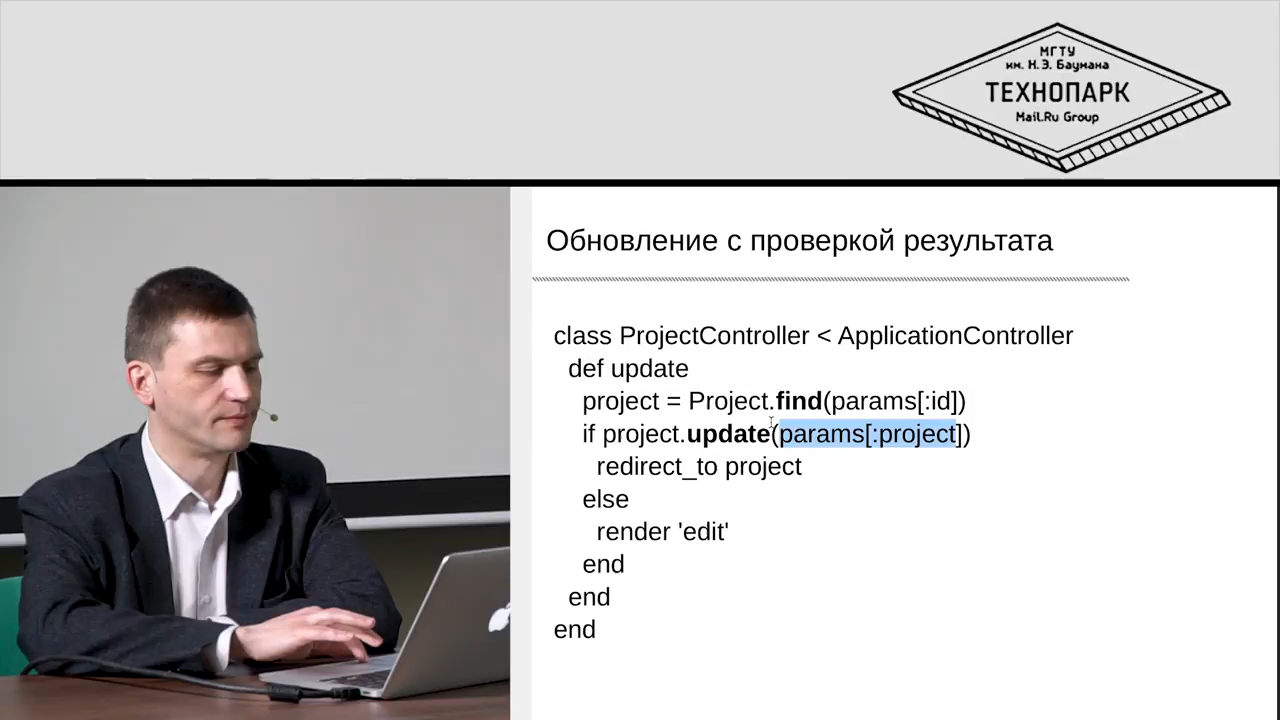 МГТУ
им. Н.Э. Баумана
ТЕХНОПАРК
Mail.Ru Group
Обновление с проверкой результата
class ProjectController < ApplicationController
def update
project = Project.find(params[:id])
if project.update(params[:project])
redirect_to project
else
render 'edit'
end
end
end